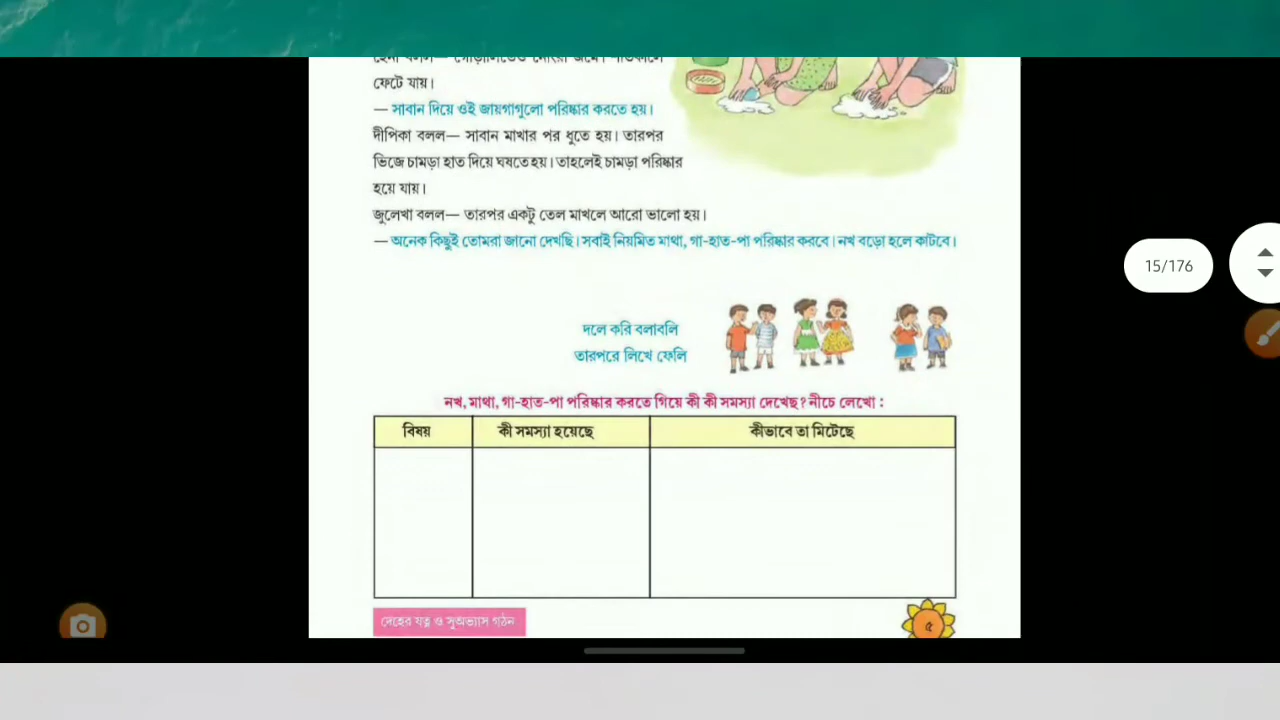 ফেটে যায়।
— সাবান দিয়ে ওই জায়গাগুলো পরিষ্কার করতে হয়।
দীপিকা বলল— সাবান মাখার পর ধুতে হয়। তারপর
ভিজে চামড়া হাত দিয়ে ঘষতে হয়। তাহলেই চামড়া পরিষ্কার
হয়ে যায়।
জুলেখা বলল— তারপর একটু তেল মাখলে আরো ভালো হয়।
— অনেক কিছুই তোমরা জানো দেখছি। সবাই নিয়মিত মাথা, গা-হাত-পা পরিষ্কার করবে। নখ বড়ো হলে কাটবে।
15/176
দলে করি বলাবলি
তারপরে লিখে ফেলি
নখ, মাথা, গা-হাত-পা পরিষ্কার করতে গিয়ে কী কী সমস্যা দেখেছ? নীচে লেখো :
বিষয়
কী সমস্যা হয়েছে
কীভাবে তা মিটেছে
দেহের যত্ন ও সুঅভ্যাস গঠন
৫